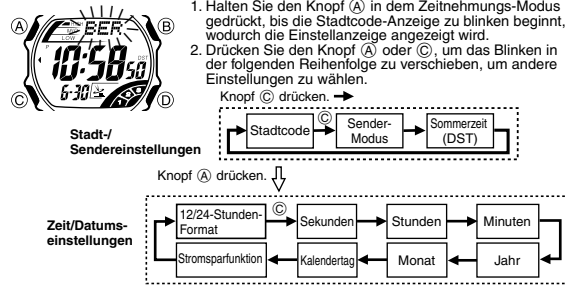 1. Halten Sie den Knopf Ⓐ in dem Zeitnehmungs-Modus
gedrückt, bis die Stadtcode-Anzeige zu blinken beginnt,
wodurch die Einstellanzeige angezeigt wird.
2. Drücken Sie den Knopf Ⓐ oder Ⓒ, um das Blinken in
der folgenden Reihenfolge zu verschieben, um andere
Einstellungen zu wählen.
Ⓐ
Ⓑ
BER
LOW
P
10:58 50
DST
6-30
Ⓒ
Ⓓ
Knopf Ⓒ drücken. →
Stadt-/
Sendereinstellungen
Stadtcode
Ⓒ
Sender-
Modus
Sommerzeit
(DST)
Knopf Ⓐ drücken. ⇩
Zeit/Datums-
einstellungen
12/24-Stunden-
Format
Ⓒ
Sekunden
Stunden
Minuten
Stromsparfunktion
Kalendertag
Monat
Jahr